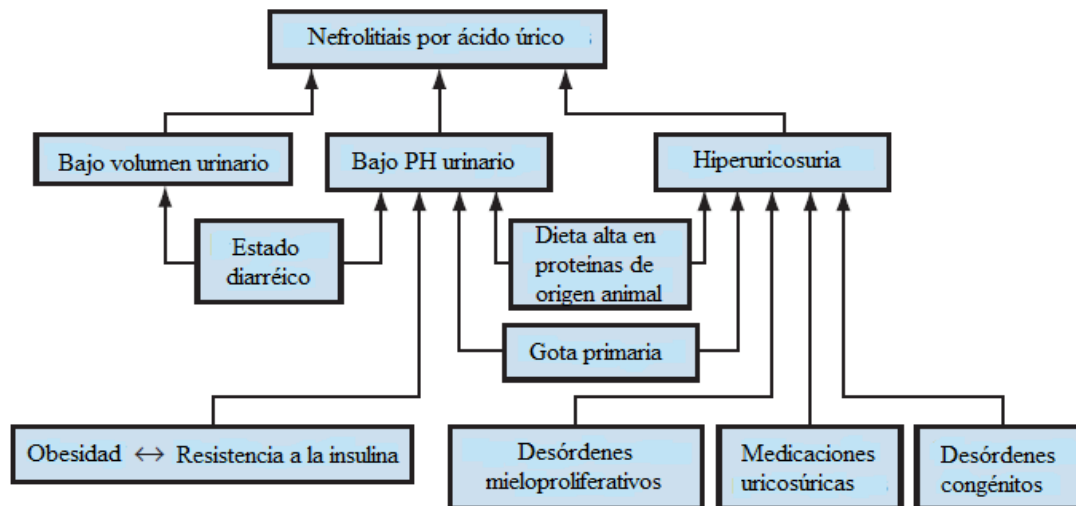 Nefrolitiais por ácido úrico
Bajo volumen urinario
Bajo PH urinario
Hiperuricosuria
Estado
diarréico
Dieta alta en
proteínas de
origen animal
Gota primaria
Obesidad ↔ Resistencia a la insulina
Desórdenes
mieloproliferativos
Medicaciones
uricosúricas
Desórdenes
congénitos